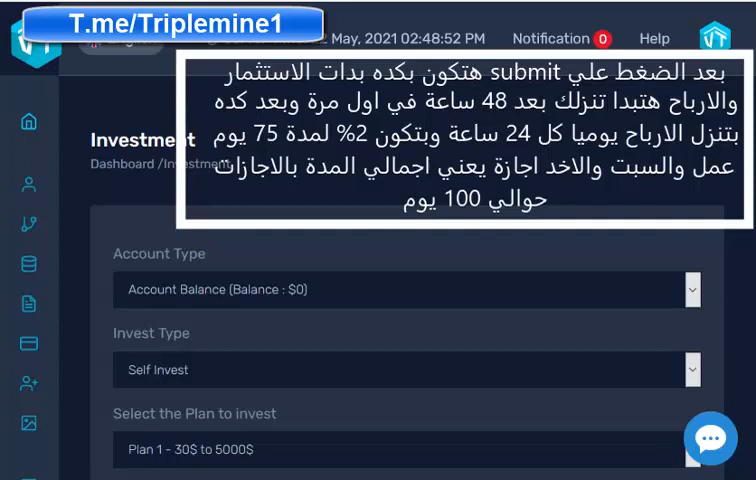 T.me/Triplemine1
May, 2021 02:48:52 PM
Notification 0
Help
بعد الضغط علي submit هتكون بكده بدات الاستثمار
والارباح هتبدا تنزلك بعد 48 ساعة في اول مرة وبعد كده
بتنزل الارباح يوميا كل 24 ساعة وبتكون 2% لمدة 75 يوم
عمل والسبت والاخد اجازة يعني اجمالي المدة بالاجازات
حوالي 100 يوم
Investment
Dashboard /Investment
Account Type
Account Balance (Balance : $0)
Invest Type
Self Invest
Select the Plan to invest
Plan 1 - 30$ to 5000$